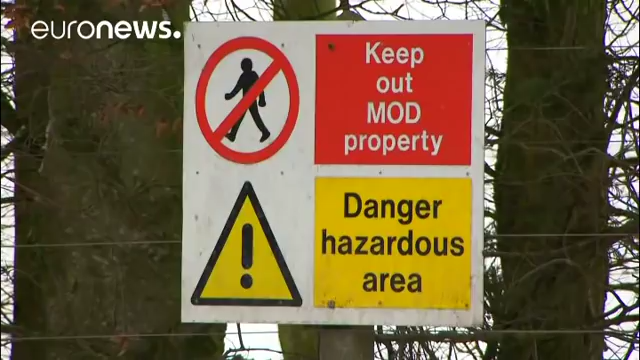 euronews.
Keep
out
MOD
property
Danger
hazardous
area